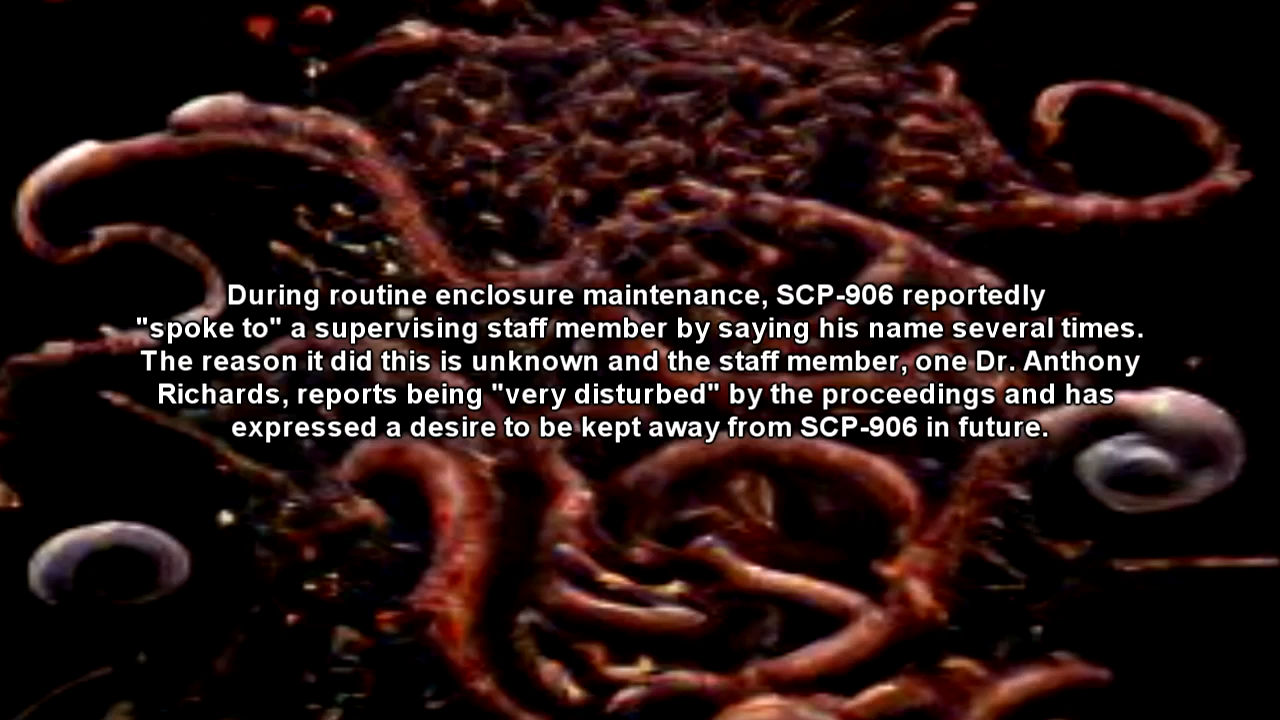 During routine enclosure maintenance, SCP-906 reportedly
"spoke to" a supervising staff member by saying his name several times.
The reason it did this is unknown and the staff member, one Dr. Anthony
Richards, reports being "very disturbed" by the proceedings and has
expressed a desire to be kept away from SCP-906 in future.